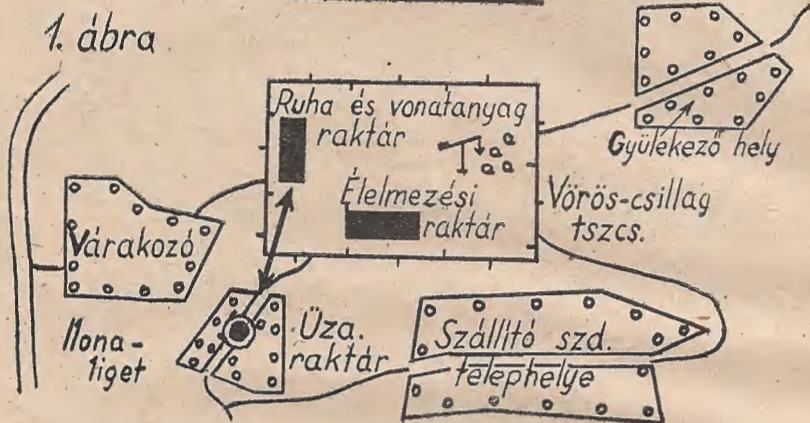 1. ábra
Ruha és vonatanyag
raktár
Gyülekező hely
Élelmezési
raktár
Vörös-csillag
tszcs.
Várakozó
Mona-
liget
Üza.
raktár
Szállító szd.
telephelye